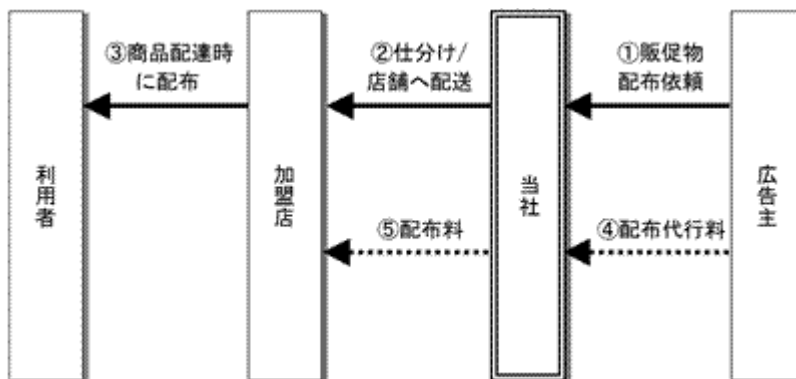 ③商品配達時
に配布
②仕分け/
店舗へ配送
①販促物
配布依頼
利用者
加盟店
当社
広告主
⑤配布料
④配布代行料